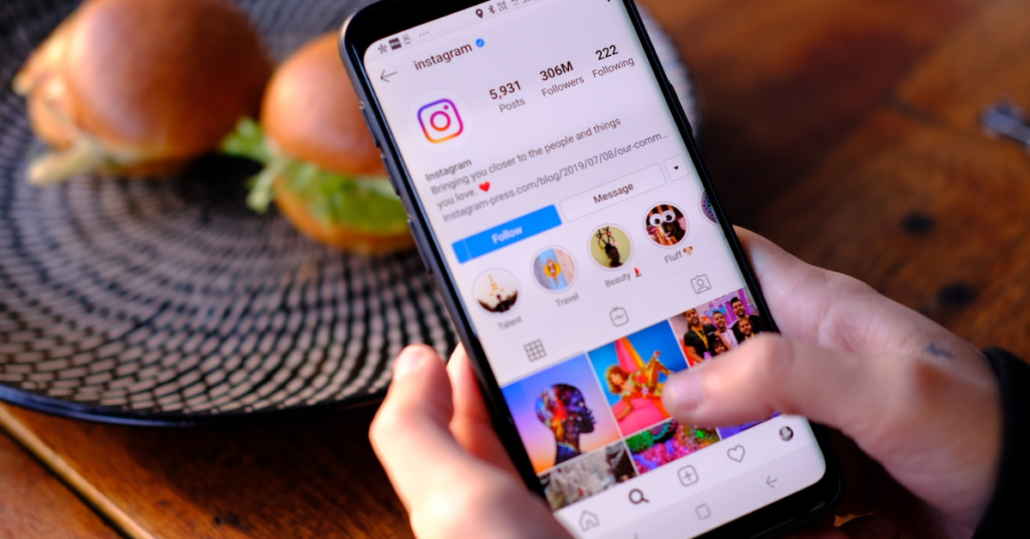 instagram
5,931 306M 222
Posts Followers Following
Instagram
Bringing you closer to the people and things
you love. ❤️
instagram-press.com/blog/2019/07/08/our-comm...
Follow Message
Talent Travel Beauty 💄 Fluff 🐶